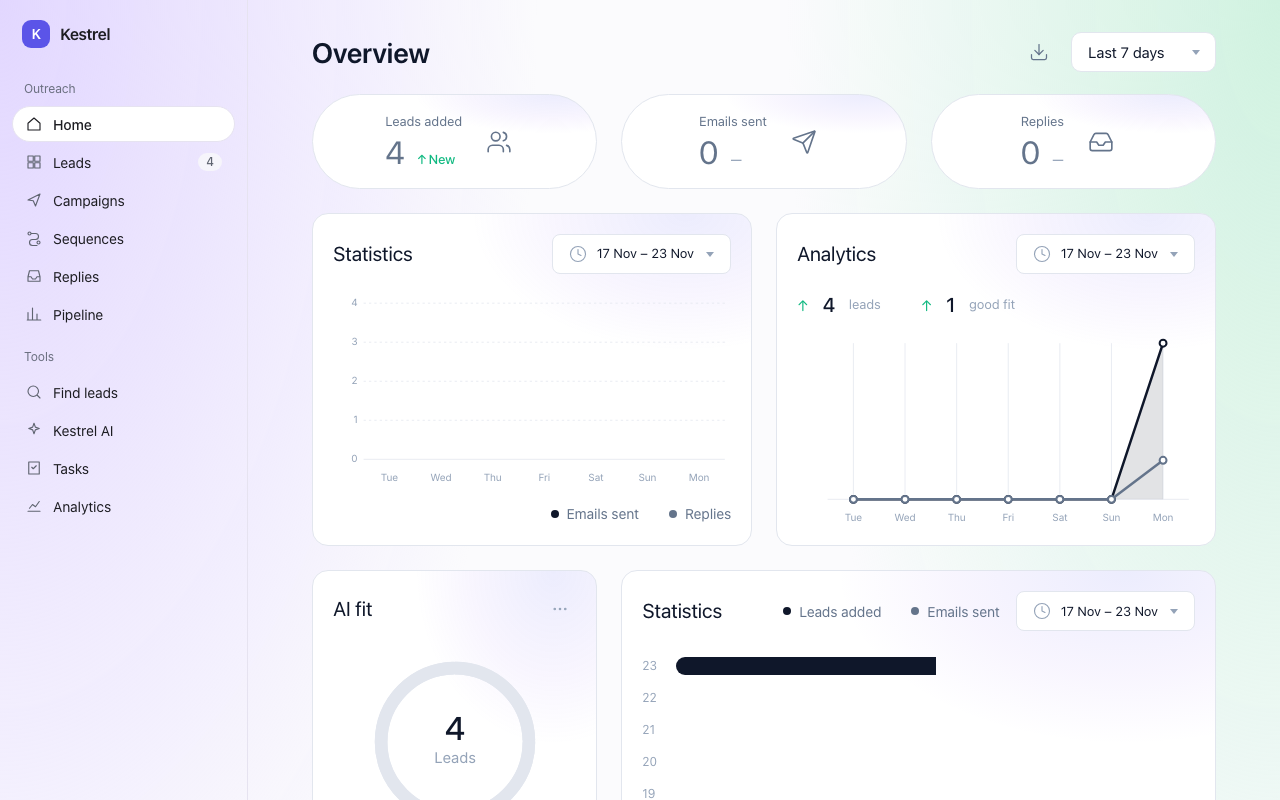 K Kestrel
Outreach
Home
Leads 4
Campaigns
Sequences
Replies
Pipeline
Tools
Find leads
Kestrel AI
Tasks
Analytics
Overview
Last 7 days
Leads added
4 ↑ New
Emails sent
0 –
Replies
0 –
Statistics
17 Nov – 23 Nov
4
3
2
1
0
Tue Wed Thu Fri Sat Sun Mon
Emails sent Replies
Analytics
17 Nov – 23 Nov
↑ 4 leads ↑ 1 good fit
Tue Wed Thu Fri Sat Sun Mon
AI fit
4
Leads
Statistics
Leads added Emails sent
17 Nov – 23 Nov
23
22
21
20
19